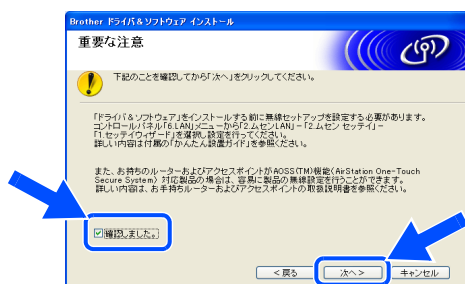 Brother ドライバ&ソフトウェア インストール
重要な注意
下記のことを確認してから「次へ」をクリックしてください。
「ドライバ&ソフトウェア」をインストールする前に無線セットアップを設定する必要があります。
コントロールパネル「6.LAN」メニューから「2.ムセンLAN」-「2.ムセン セッテイ」-
「1.セッテイウィザード」を選択し設定を行ってください。
詳しい内容は付属の「かんたん設置ガイド」を参照ください。
また、お持ちのルーターおよびアクセスポイントがAOSS(TM)機能(AirStation One-Touch
Secure System) 対応製品の場合は、容易に製品の無線設定を行うことができます。
詳しい内容は、お手持ちルーターおよびアクセスポイントの取扱説明書を参照ください。
確認しました。
< 戻る
次へ >
キャンセル